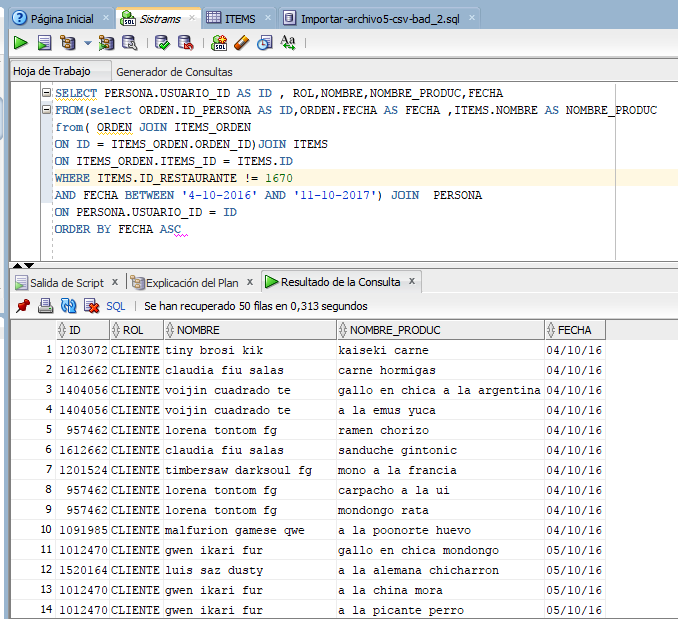 Página Inicial × Sistrams × ITEMS × Importar-archivo5-csv-bad_2.sql ×
Hoja de Trabajo Generador de Consultas
SELECT PERSONA.USUARIO_ID AS ID , ROL,NOMBRE,NOMBRE_PRODUC,FECHA
FROM(select ORDEN.ID_PERSONA AS ID,ORDEN.FECHA AS FECHA ,ITEMS.NOMBRE AS NOMBRE_PRODUC
from( ORDEN JOIN ITEMS_ORDEN
ON ID = ITEMS_ORDEN.ORDEN_ID)JOIN ITEMS
ON ITEMS_ORDEN.ITEMS_ID = ITEMS.ID
WHERE ITEMS.ID_RESTAURANTE != 1670
AND FECHA BETWEEN '4-10-2016' AND '11-10-2017') JOIN PERSONA
ON PERSONA.USUARIO_ID = ID
ORDER BY FECHA ASC
Salida de Script x Explicación del Plan x Resultado de la Consulta x
SQL | Se han recuperado 50 filas en 0,313 segundos
ID ROL NOMBRE NOMBRE_PRODUC FECHA
1 1203072 CLIENTE tiny brosi kik kaiseki carne 04/10/16
2 1612662 CLIENTE claudia fiu salas carne hormigas 04/10/16
3 1404056 CLIENTE voijin cuadrado te gallo en chica a la argentina 04/10/16
4 1404056 CLIENTE voijin cuadrado te a la emus yuca 04/10/16
5 957462 CLIENTE lorena tontom fg ramen chorizo 04/10/16
6 1612662 CLIENTE claudia fiu salas sanduche gintonic 04/10/16
7 1201524 CLIENTE timbersaw darksoul fg mono a la francia 04/10/16
8 957462 CLIENTE lorena tontom fg carpacho a la ui 04/10/16
9 957462 CLIENTE lorena tontom fg mondongo rata 04/10/16
10 1091985 CLIENTE malfurion gamese qwe a la poonorte huevo 04/10/16
11 1012470 CLIENTE gwen ikari fur gallo en chica mondongo 05/10/16
12 1520164 CLIENTE luis saz dusty a la alemana chicharron 05/10/16
13 1012470 CLIENTE gwen ikari fur a la china mora 05/10/16
14 1012470 CLIENTE gwen ikari fur a la picante perro 05/10/16